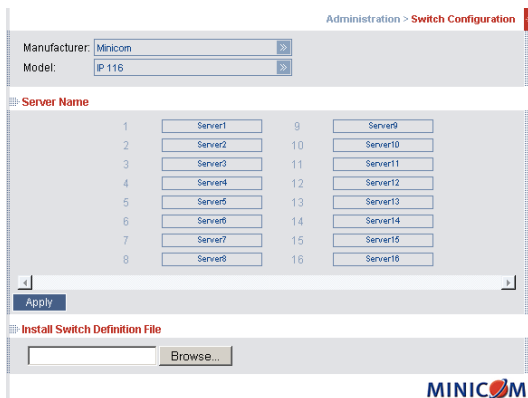 Administration > Switch Configuration
Manufacturer: Minicom
Model: IP 116
Server Name
1 Server1 9 Server9
2 Server2 10 Server10
3 Server3 11 Server11
4 Server4 12 Server12
5 Server5 13 Server13
6 Server6 14 Server14
7 Server7 15 Server15
8 Server8 16 Server16
Apply
Install Switch Definition File
Browse...
MINICOM